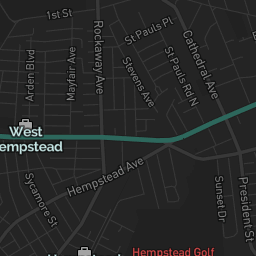 1st St
St Pauls Pl
Rockaway Ave
Cathedral Ave
Arden Blvd
Mayfair Ave
Stevens Ave
St Pauls Rd N
West
empstead
Hempstead Ave
Sycamore St
Sunset Dr
President St
Hempstead Golf